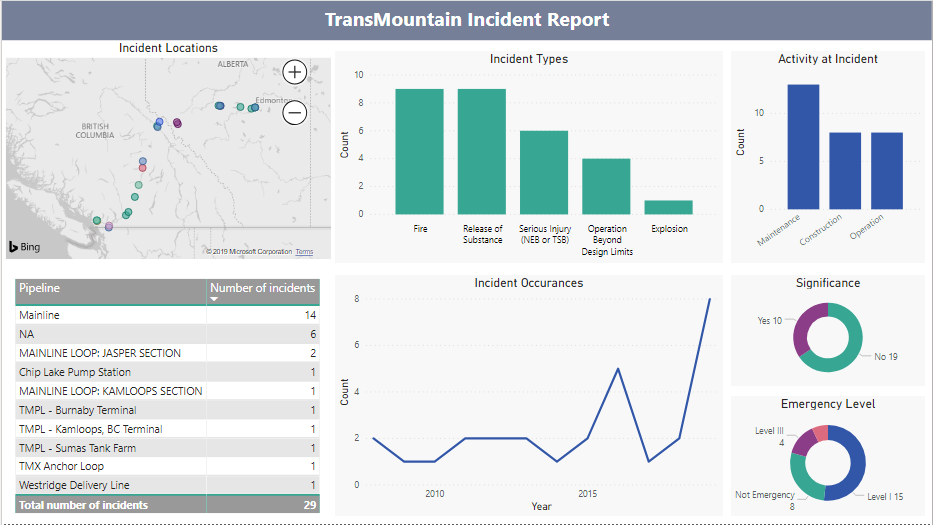 TransMountain Incident Report
Incident Locations
ALBERTA
BRITISH
COLUMBIA
Bing
© 2019 Microsoft Corporation Terms
Incident Types
Count
10
8
6
4
2
0
Fire
Release of
Substance
Serious Injury
(NEB or TSB)
Operation
Beyond
Design Limits
Explosion
Activity at Incident
Count
10
5
0
Maintenance
Construction
Operation
Pipeline Number of incidents
Mainline 14
NA 6
MAINLINE LOOP: JASPER SECTION 2
Chip Lake Pump Station 1
MAINLINE LOOP: KAMLOOPS SECTION 1
TMPL - Burnaby Terminal 1
TMPL - Kamloops, BC Terminal 1
TMPL - Sumas Tank Farm 1
TMX Anchor Loop 1
Westridge Delivery Line 1
Total number of incidents 29
Incident Occurances
Count
8
6
4
2
0
2010 2015
Year
Significance
Yes 10
No 19
Emergency Level
Level III
4
Not Emergency
8
Level I 15